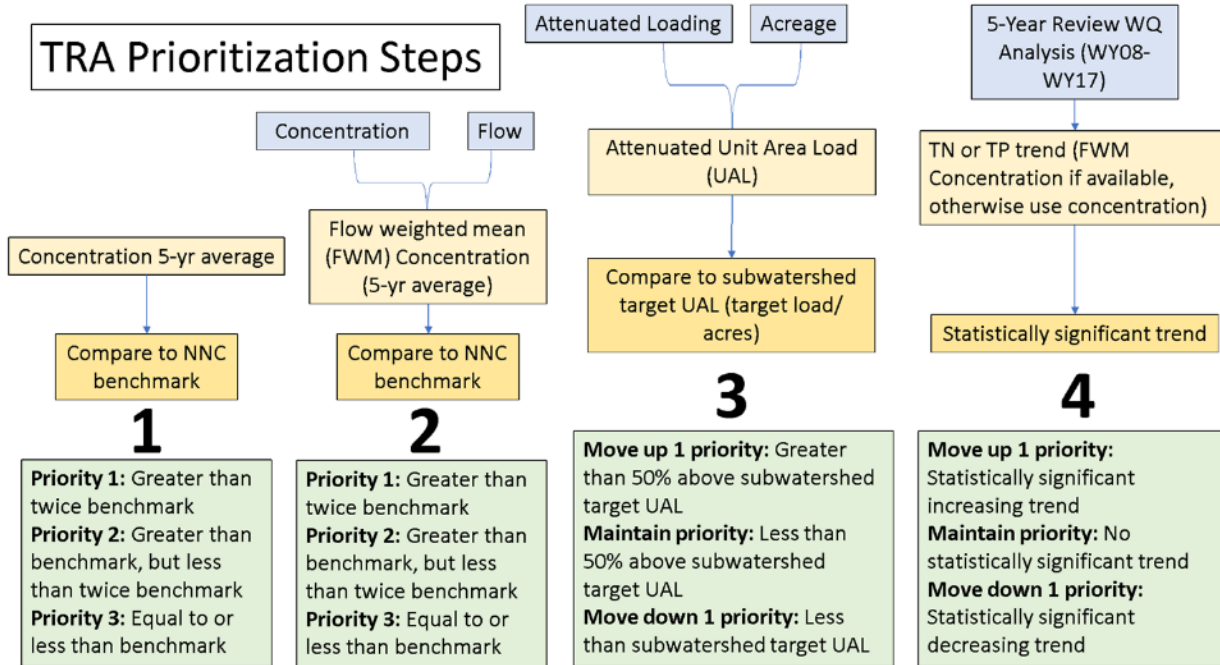 TRA Prioritization Steps
Concentration
Flow
Attenuated Loading
Acreage
5-Year Review WQ
Analysis (WY08-
WY17)
Concentration 5-yr average
Flow weighted mean
(FWM) Concentration
(5-yr average)
Attenuated Unit Area Load
(UAL)
TN or TP trend (FWM
Concentration if available,
otherwise use concentration)
Compare to NNC
benchmark
Compare to NNC
benchmark
Compare to subwatershed
target UAL (target load/
acres)
Statistically significant trend
1
Priority 1: Greater than
twice benchmark
Priority 2: Greater than
benchmark, but less
than twice benchmark
Priority 3: Equal to or
less than benchmark
2
Priority 1: Greater than
twice benchmark
Priority 2: Greater than
benchmark, but less
than twice benchmark
Priority 3: Equal to or
less than benchmark
3
Move up 1 priority: Greater
than 50% above subwatershed
target UAL
Maintain priority: Less than
50% above subwatershed
target UAL
Move down 1 priority: Less
than subwatershed target UAL
4
Move up 1 priority:
Statistically significant
increasing trend
Maintain priority: No
statistically significant trend
Move down 1 priority:
Statistically significant
decreasing trend